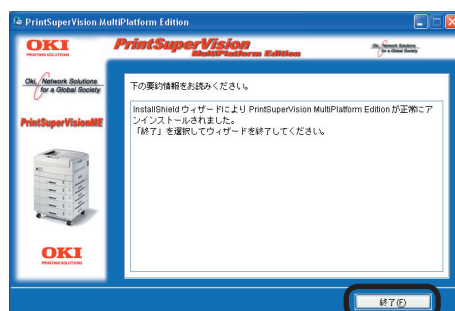 PrintSuperVision MultiPlatform Edition
OKI
PRINTING SOLUTIONS
PrintSuperVision
MultiPlatform Edition
Oki, Network Solutions
for a Global Society
Oki, Network Solutions
for a Global Society
PrintSuperVisionME
OKI
PRINTING SOLUTIONS
下の要約情報をお読みください。
InstallShield ウィザードにより PrintSuperVision MultiPlatform Edition が正常にア
ンインストールされました。
「終了」を選択してウィザードを終了してください。
終了(F)